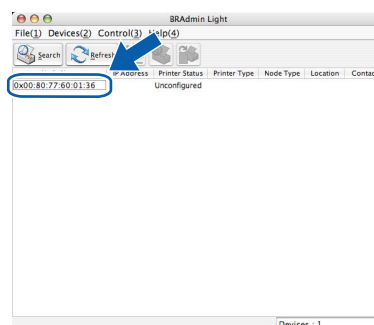 BRAdmin Light
File(1) Devices(2) Control(3) Help(4)
Search Refresh
IP Address Printer Status Printer Type Node Type Location Contac
0x00:80:77:60:01:36 Unconfigured
Devices : 1